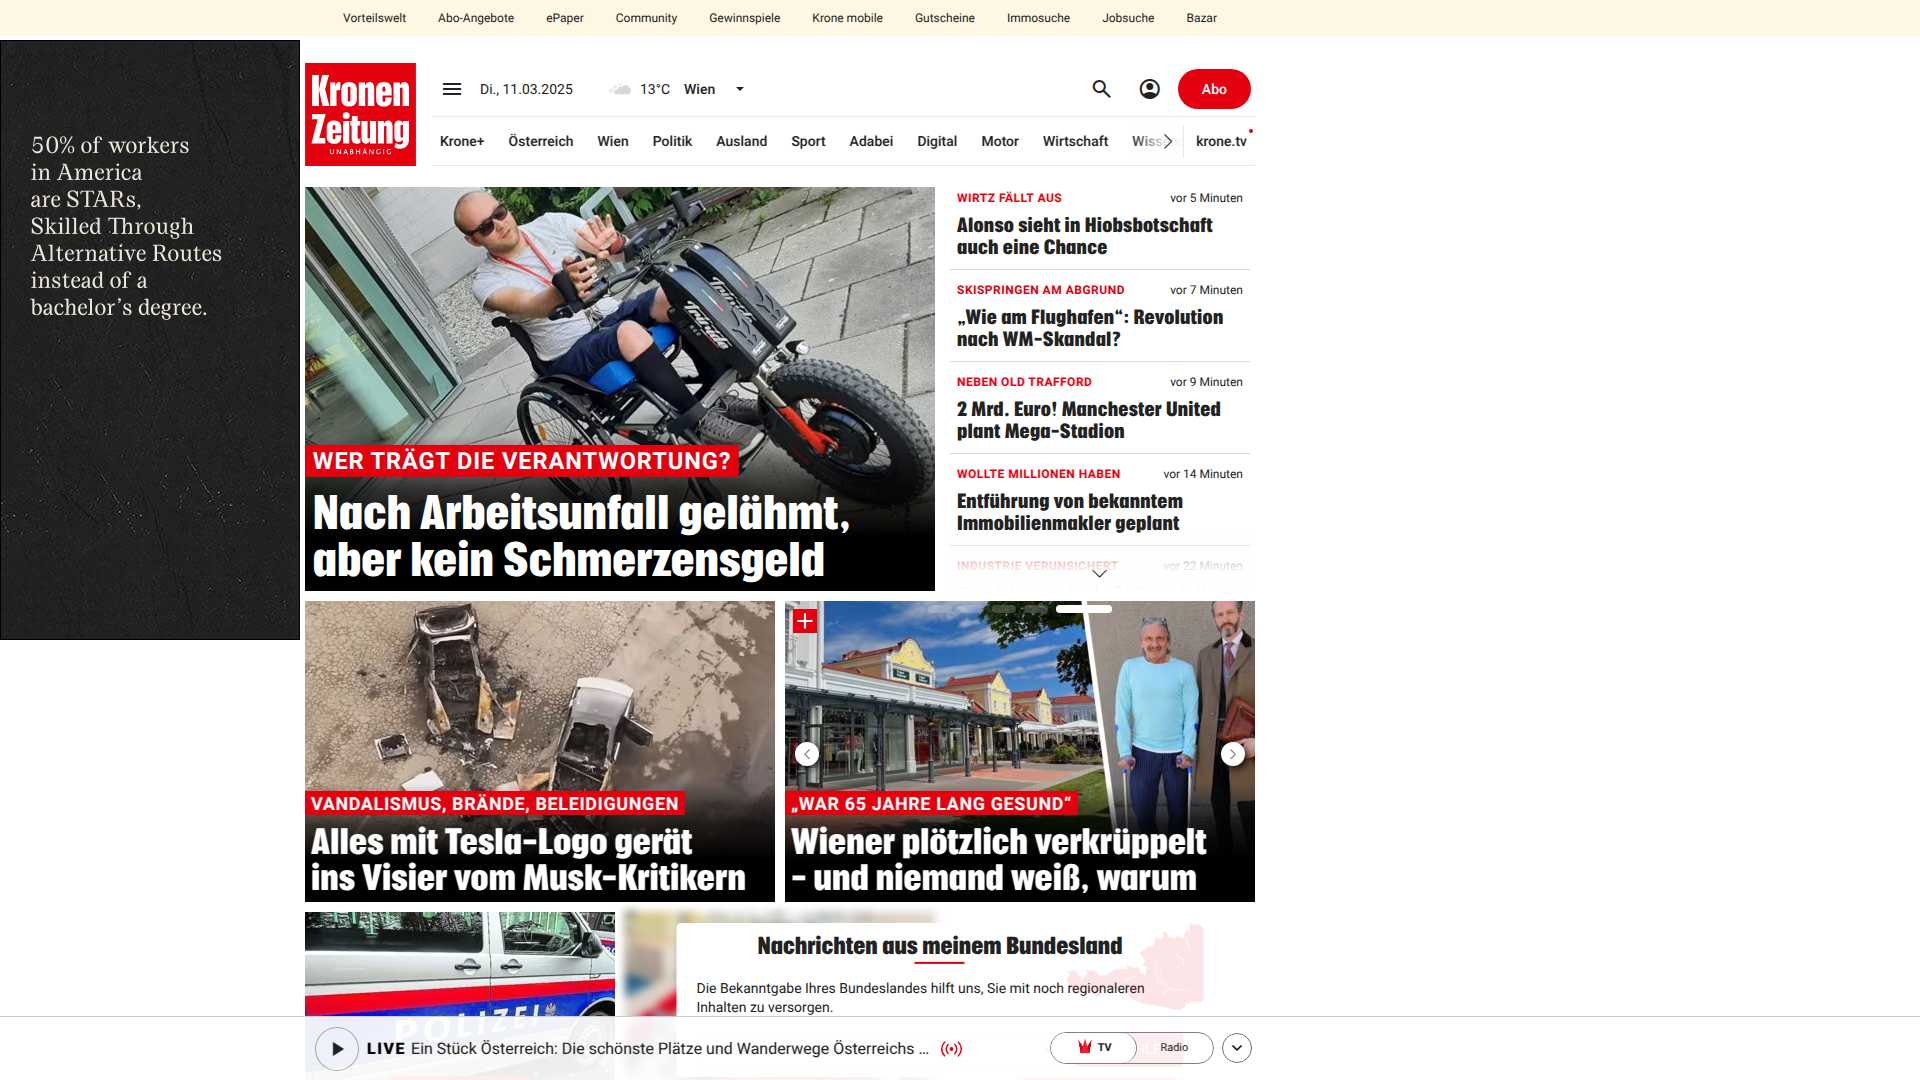 Vorteilswelt Abo-Angebote ePaper Community Gewinnspiele Krone mobile Gutscheine Immosuche Jobsuche Bazar
50% of workers
in America
are STARs,
Skilled Through
Alternative Routes
instead of a
bachelor’s degree.
Kronen
Zeitung
UNABHÄNGIG
Di., 11.03.2025 13°C Wien Abo
Krone+ Österreich Wien Politik Ausland Sport Adabei Digital Motor Wirtschaft krone.tv
WER TRÄGT DIE VERANTWORTUNG?
Nach Arbeitsunfall gelähmt,
aber kein Schmerzensgeld
WIRTZ FÄLLT AUS vor 5 Minuten
Alonso sieht in Hiobsbotschaft
auch eine Chance
SKISPRINGEN AM ABGRUND vor 7 Minuten
„Wie am Flughafen“: Revolution
nach WM-Skandal?
NEBEN OLD TRAFFORD vor 9 Minuten
2 Mrd. Euro! Manchester United
plant Mega-Stadion
WOLLTE MILLIONEN HABEN vor 14 Minuten
Entführung von bekanntem
Immobilienmakler geplant
INDUSTRIE VERUNSICHERT vor 22 Minuten
VANDALISMUS, BRÄNDE, BELEIDIGUNGEN
Alles mit Tesla-Logo gerät
ins Visier vom Musk-Kritikern
„WAR 65 JAHRE LANG GESUND“
Wiener plötzlich verkrüppelt
– und niemand weiß, warum
Nachrichten aus meinem Bundesland
Die Bekanntgabe Ihres Bundeslandes hilft uns, Sie mit noch regionaleren
Inhalten zu versorgen.
POLIZEI
LIVE Ein Stück Österreich: Die schönste Plätze und Wanderwege Österreichs ...
TV Radio